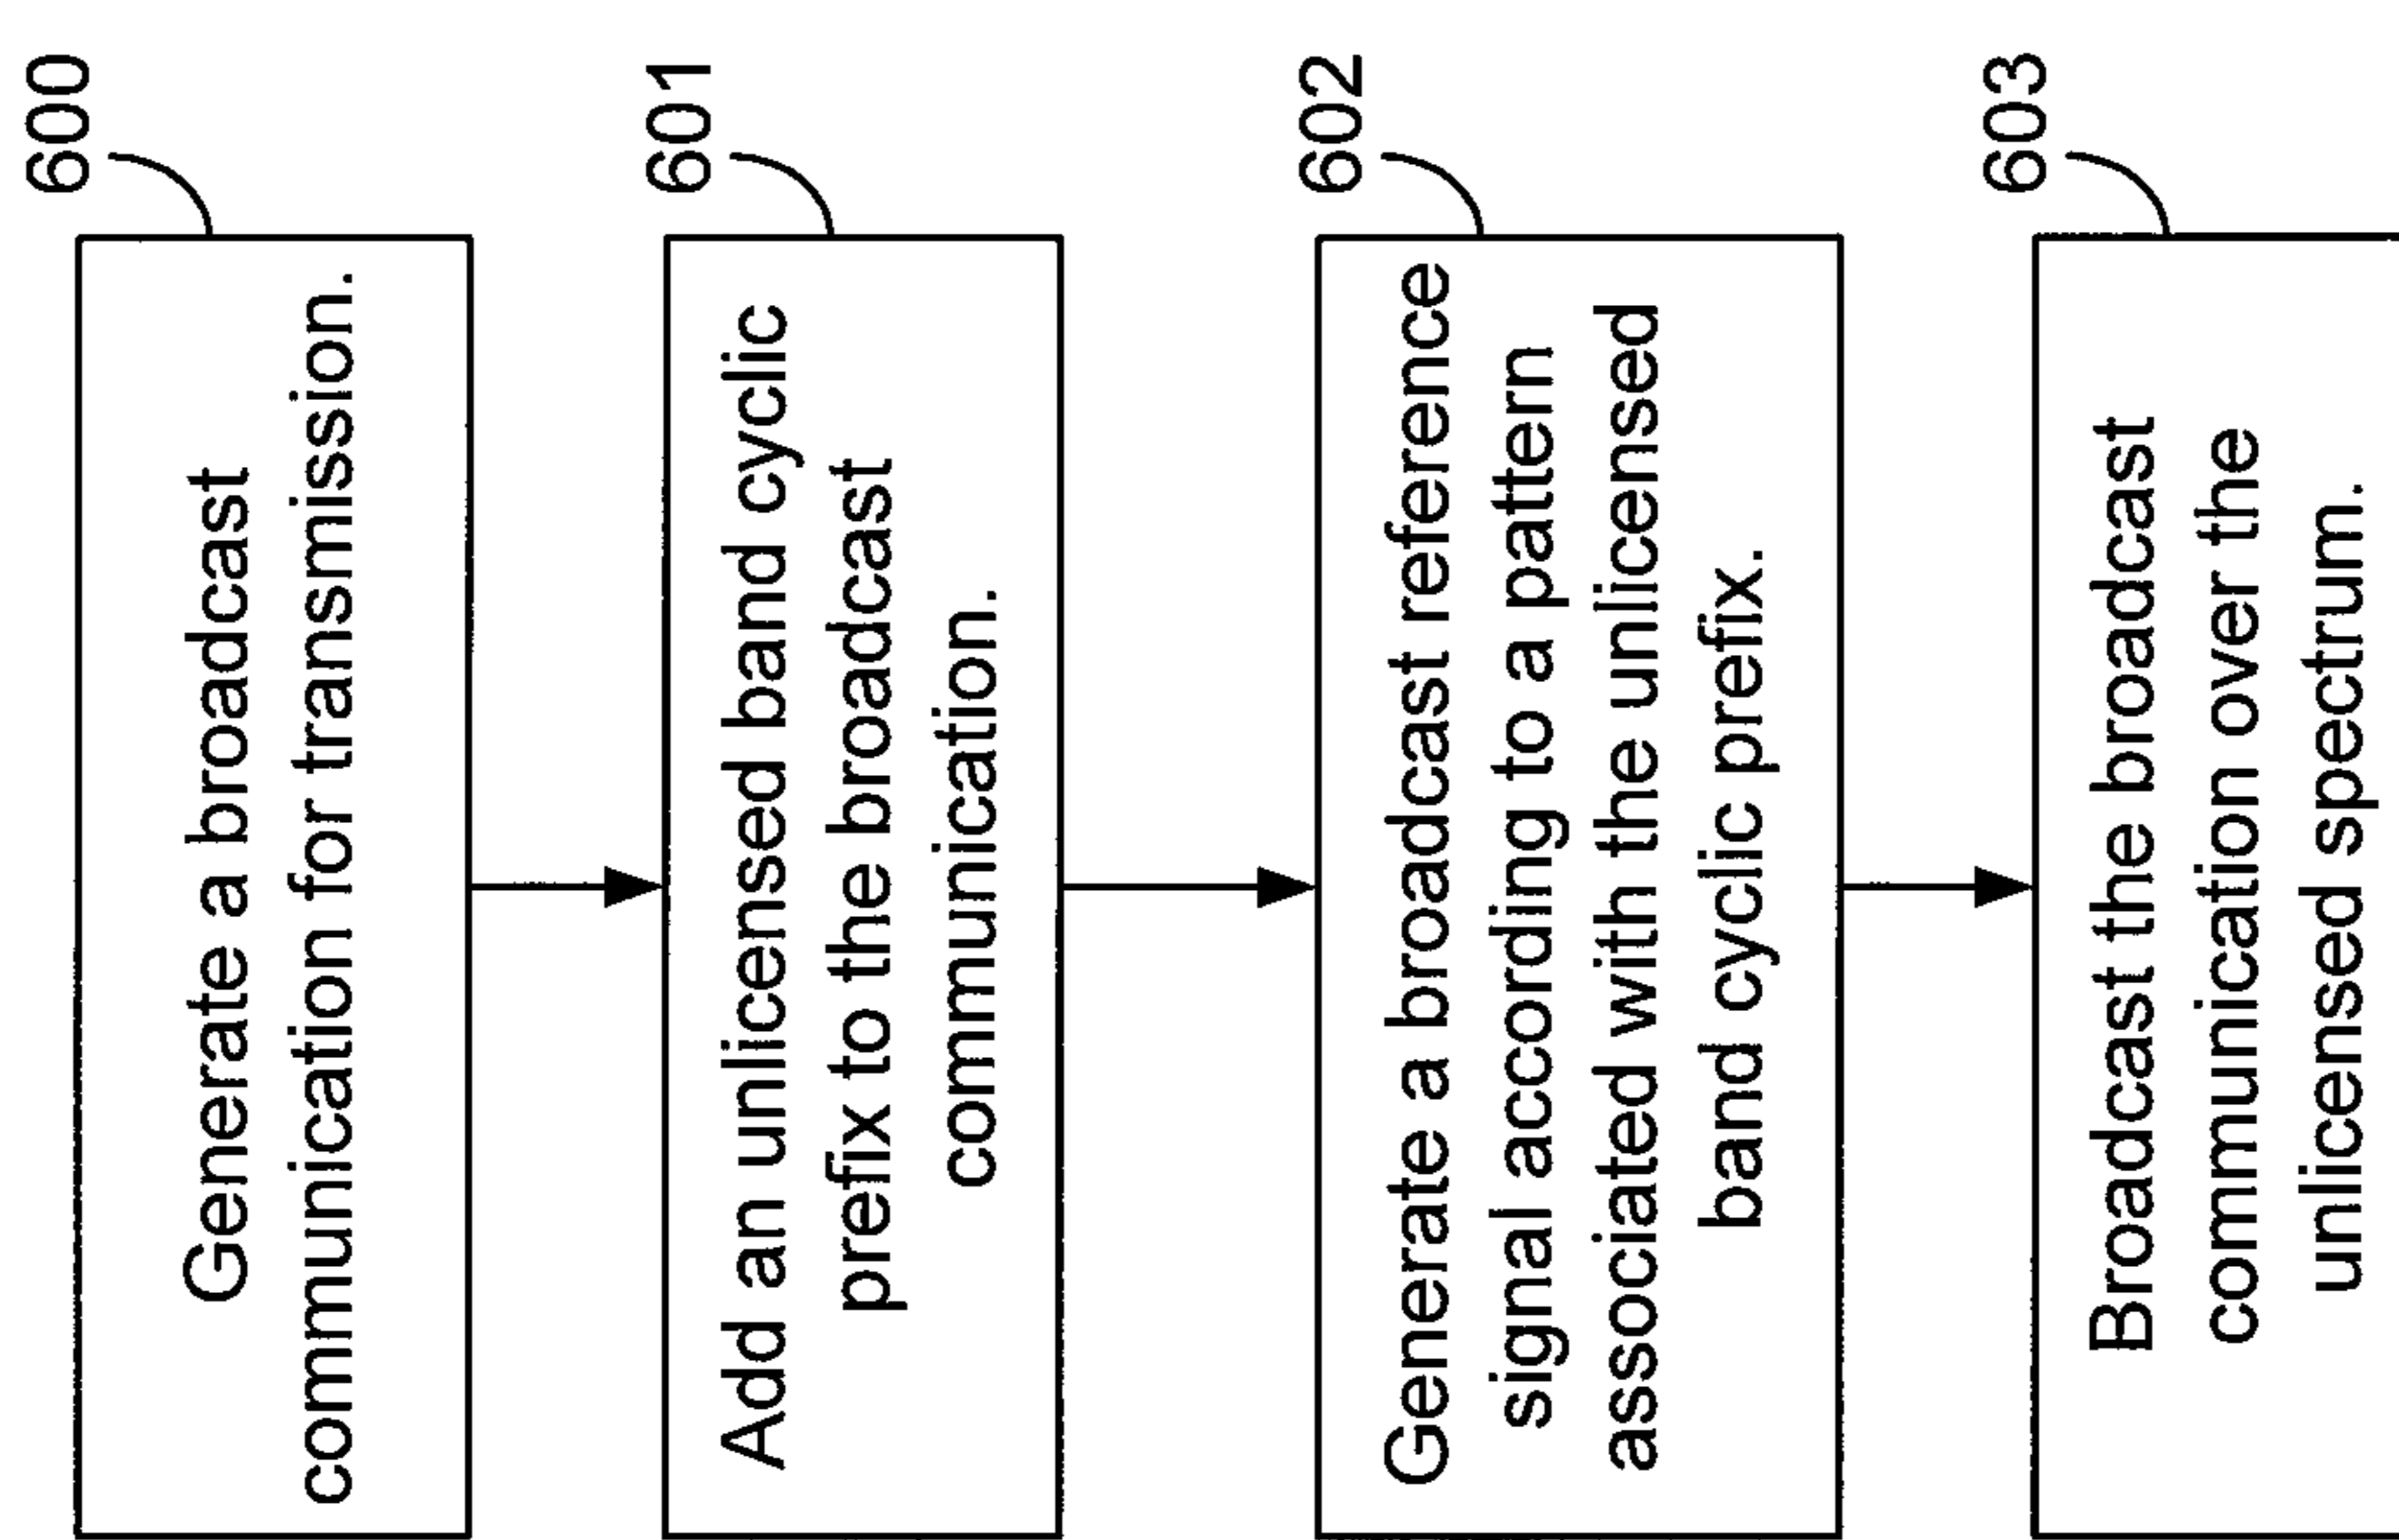 600
Generate a broadcast
communication for transmission.
601
Add an unlicensed band cyclic
prefix to the broadcast
communication.
602
Generate a broadcast reference
signal according to a pattern
associated with the unlicensed
band cyclic prefix.
603
Broadcast the broadcast
communication over the
unlicensed spectrum.